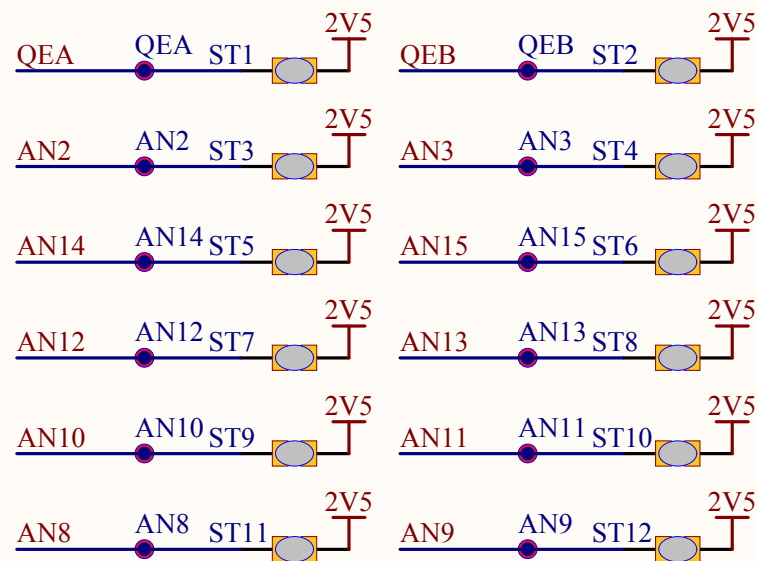 2V5 2V5
QEA QEA ST1 QEB QEB ST2
2V5 2V5
AN2 AN2 ST3 AN3 AN3 ST4
2V5 2V5
AN14 AN14 ST5 AN15 AN15 ST6
2V5 2V5
AN12 AN12 ST7 AN13 AN13 ST8
2V5 2V5
AN10 AN10 ST9 AN11 AN11 ST10
2V5 2V5
AN8 AN8 ST11 AN9 AN9 ST12